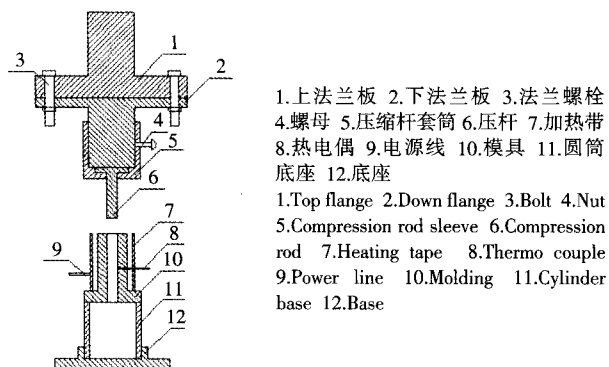 1
2
3
4
5
6
7
8
9
10
11
12
1.上法兰板 2.下法兰板 3.法兰螺栓
4.螺母 5.压缩杆套筒 6.压杆 7.加热带
8.热电偶 9.电源线 10.模具 11.圆筒
底座 12.底座
1.Top flange 2.Down flange 3.Bolt 4.Nut
5.Compression rod sleeve 6.Compression
rod 7.Heating tape 8.Thermo couple
9.Power line 10.Molding 11.Cylinder
base 12.Base